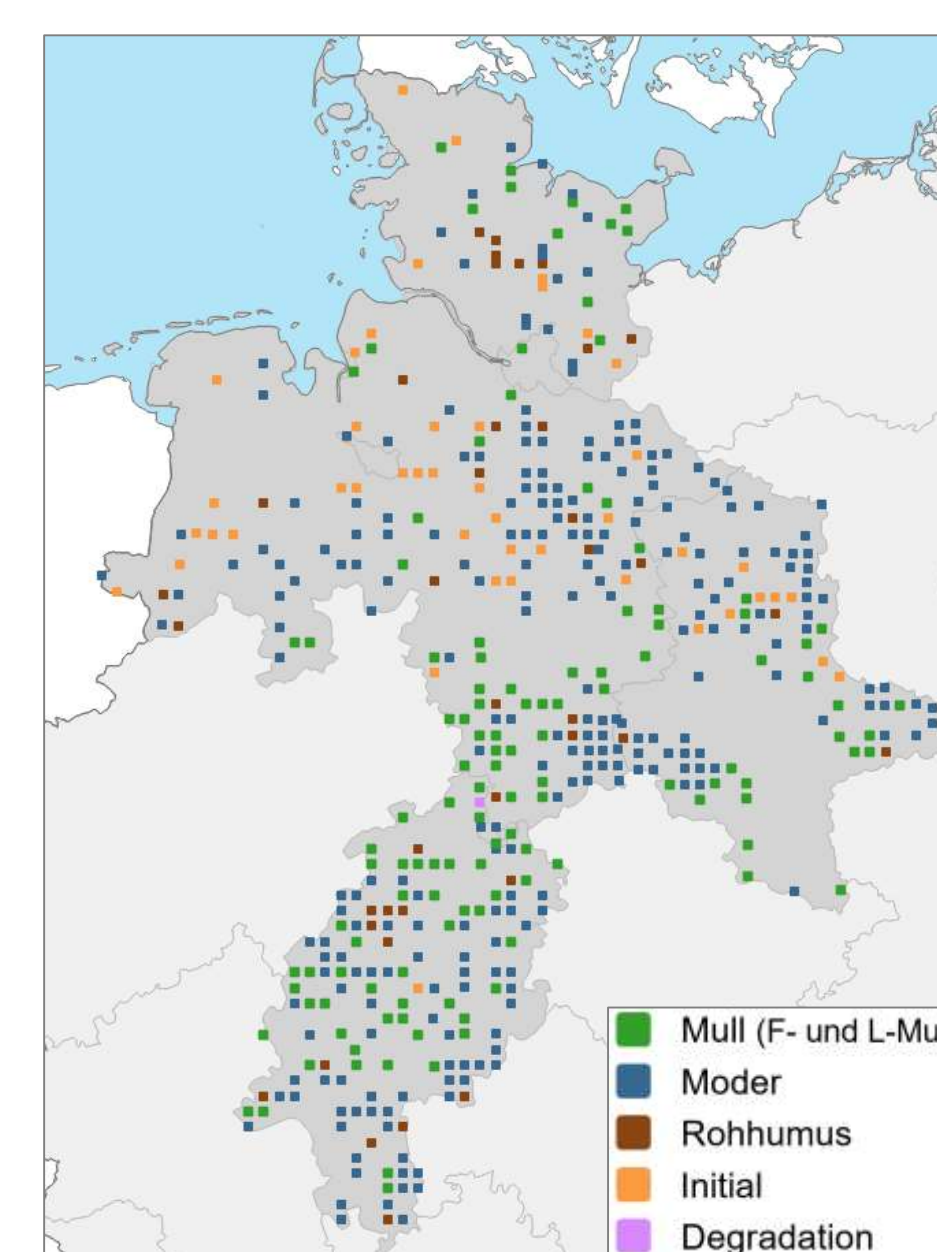 Mull (F- und L-Mu
Moder
Rohhumus
Initial
Degradation